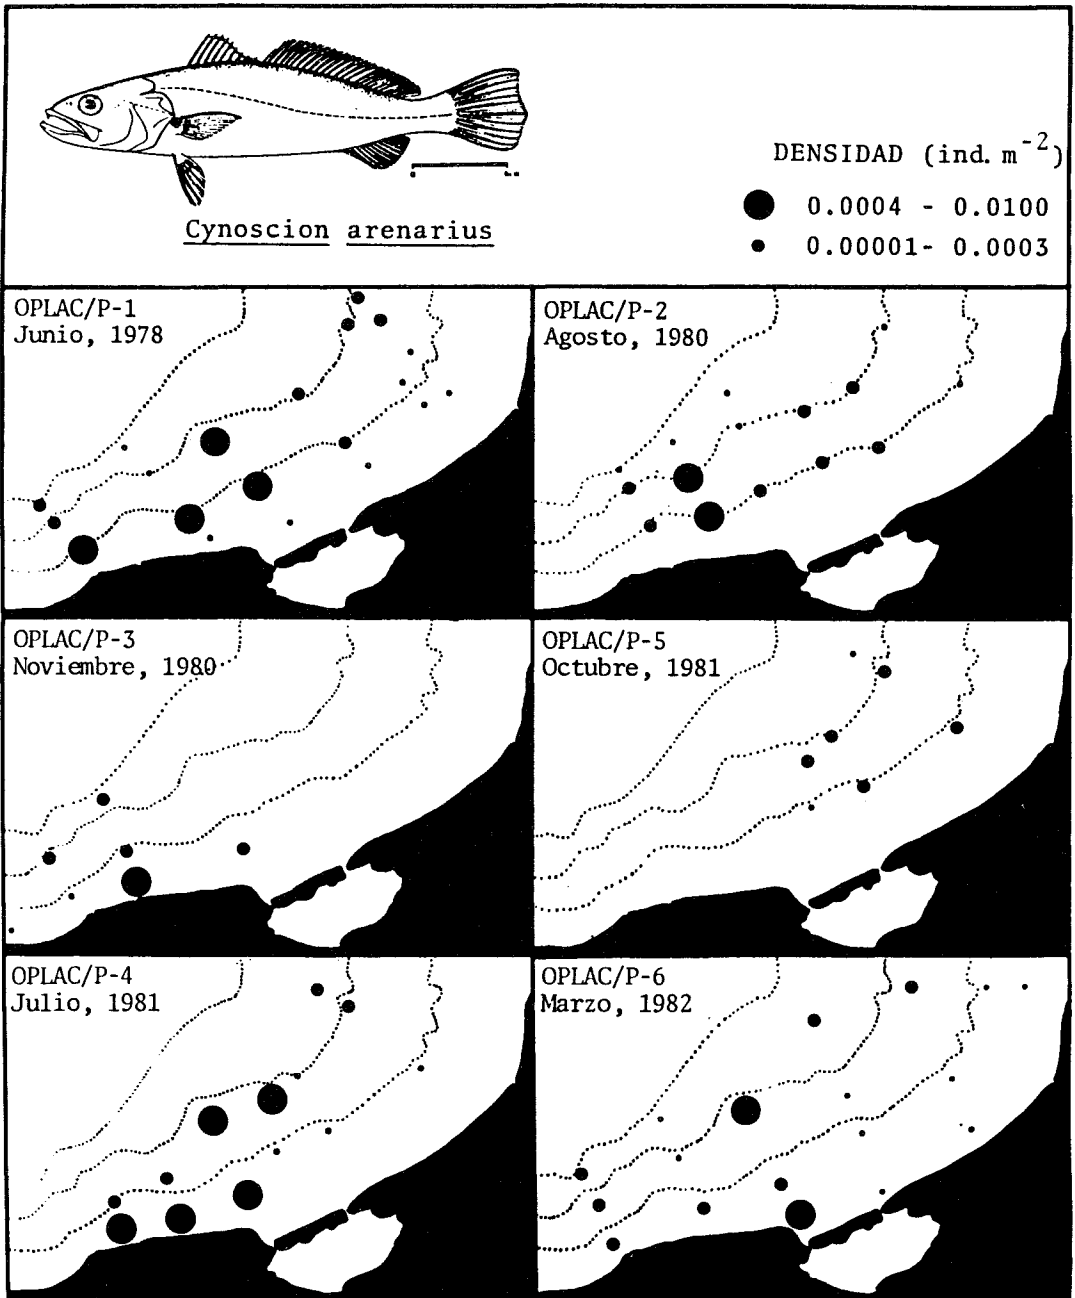 DENSIDAD (ind. m-2)
0.0004 - 0.0100
0.00001- 0.0003
Cynoscion arenarius
OPLAC/P-1
Junio, 1978
OPLAC/P-2
Agosto, 1980
OPLAC/P-3
Noviembre, 1980
OPLAC/P-5
Octubre, 1981
OPLAC/P-4
Julio, 1981
OPLAC/P-6
Marzo, 1982